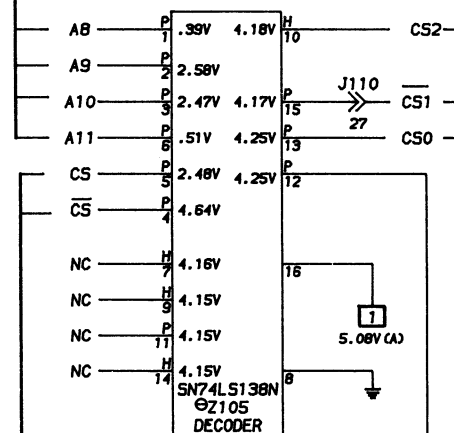 A8 P 1 .39V 4.18V H 10 CS2
A9 P 2 2.58V
J110
A10 P 3 2.47V 4.17V P 15 CS1
27
A11 P 6 .51V 4.25V P 13 CS0
CS P 5 2.48V 4.25V P 12
CS P 4 4.64V
NC H 7 4.16V 16
NC H 9 4.15V
1
NC P 11 4.15V 5.08V(A)
NC H 14 4.15V 8
SN74LS138N
Z105
DECODER